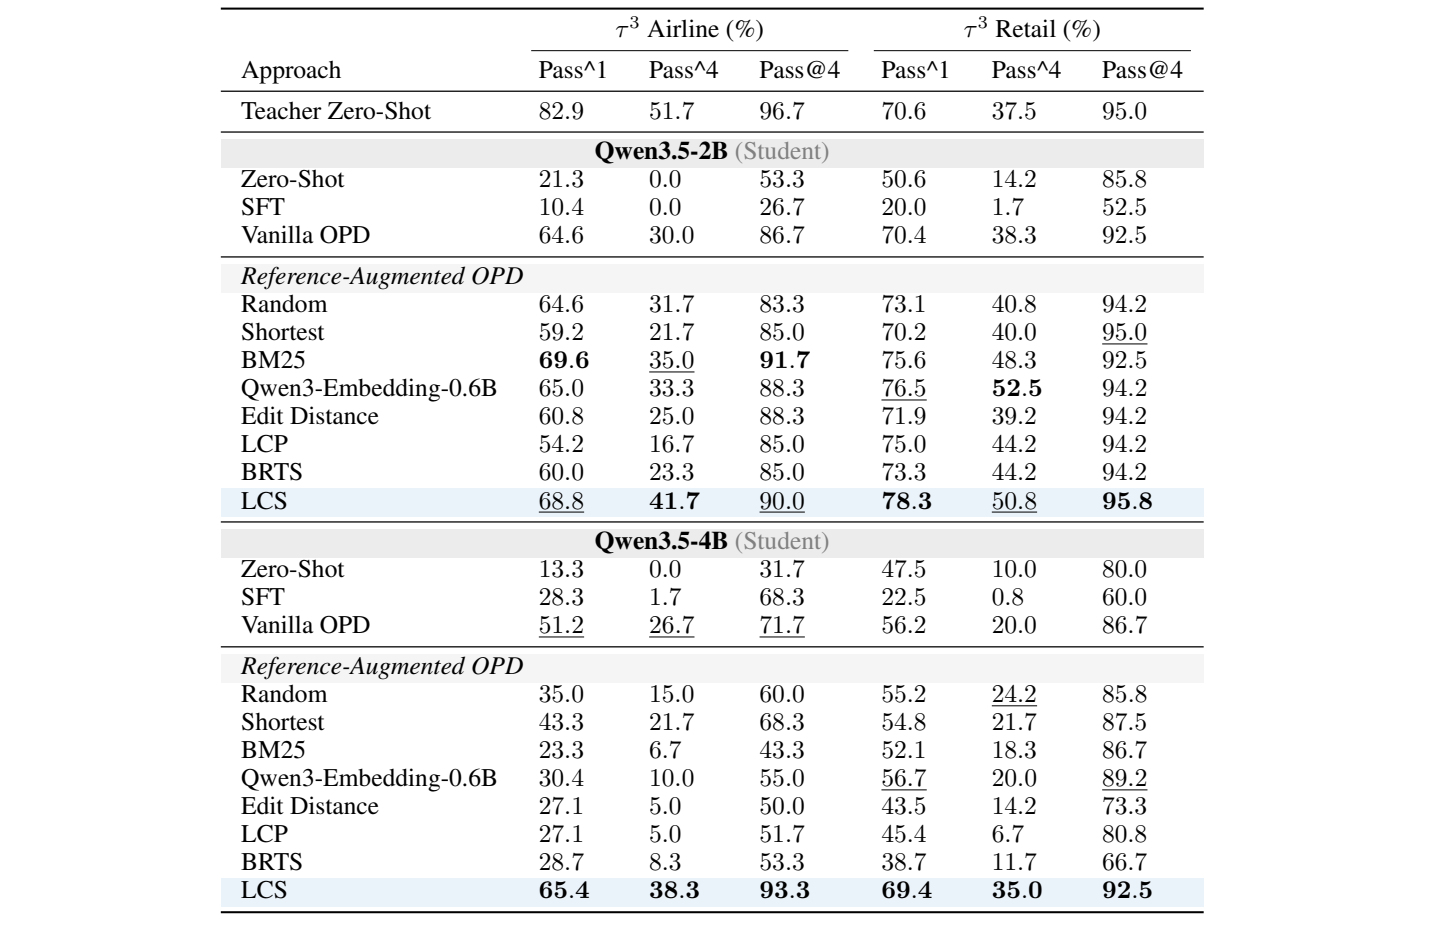 τ³ Airline (%) τ³ Retail (%)
Approach Pass^1 Pass^4 Pass@4 Pass^1 Pass^4 Pass@4
Teacher Zero-Shot 82.9 51.7 96.7 70.6 37.5 95.0
Qwen3.5-2B (Student)
Zero-Shot 21.3 0.0 53.3 50.6 14.2 85.8
SFT 10.4 0.0 26.7 20.0 1.7 52.5
Vanilla OPD 64.6 30.0 86.7 70.4 38.3 92.5
Reference-Augmented OPD
Random 64.6 31.7 83.3 73.1 40.8 94.2
Shortest 59.2 21.7 85.0 70.2 40.0 95.0
BM25 69.6 35.0 91.7 75.6 48.3 92.5
Qwen3-Embedding-0.6B 65.0 33.3 88.3 76.5 52.5 94.2
Edit Distance 60.8 25.0 88.3 71.9 39.2 94.2
LCP 54.2 16.7 85.0 75.0 44.2 94.2
BRTS 60.0 23.3 85.0 73.3 44.2 94.2
LCS 68.8 41.7 90.0 78.3 50.8 95.8
Qwen3.5-4B (Student)
Zero-Shot 13.3 0.0 31.7 47.5 10.0 80.0
SFT 28.3 1.7 68.3 22.5 0.8 60.0
Vanilla OPD 51.2 26.7 71.7 56.2 20.0 86.7
Reference-Augmented OPD
Random 35.0 15.0 60.0 55.2 24.2 85.8
Shortest 43.3 21.7 68.3 54.8 21.7 87.5
BM25 23.3 6.7 43.3 52.1 18.3 86.7
Qwen3-Embedding-0.6B 30.4 10.0 55.0 56.7 20.0 89.2
Edit Distance 27.1 5.0 50.0 43.5 14.2 73.3
LCP 27.1 5.0 51.7 45.4 6.7 80.8
BRTS 28.7 8.3 53.3 38.7 11.7 66.7
LCS 65.4 38.3 93.3 69.4 35.0 92.5